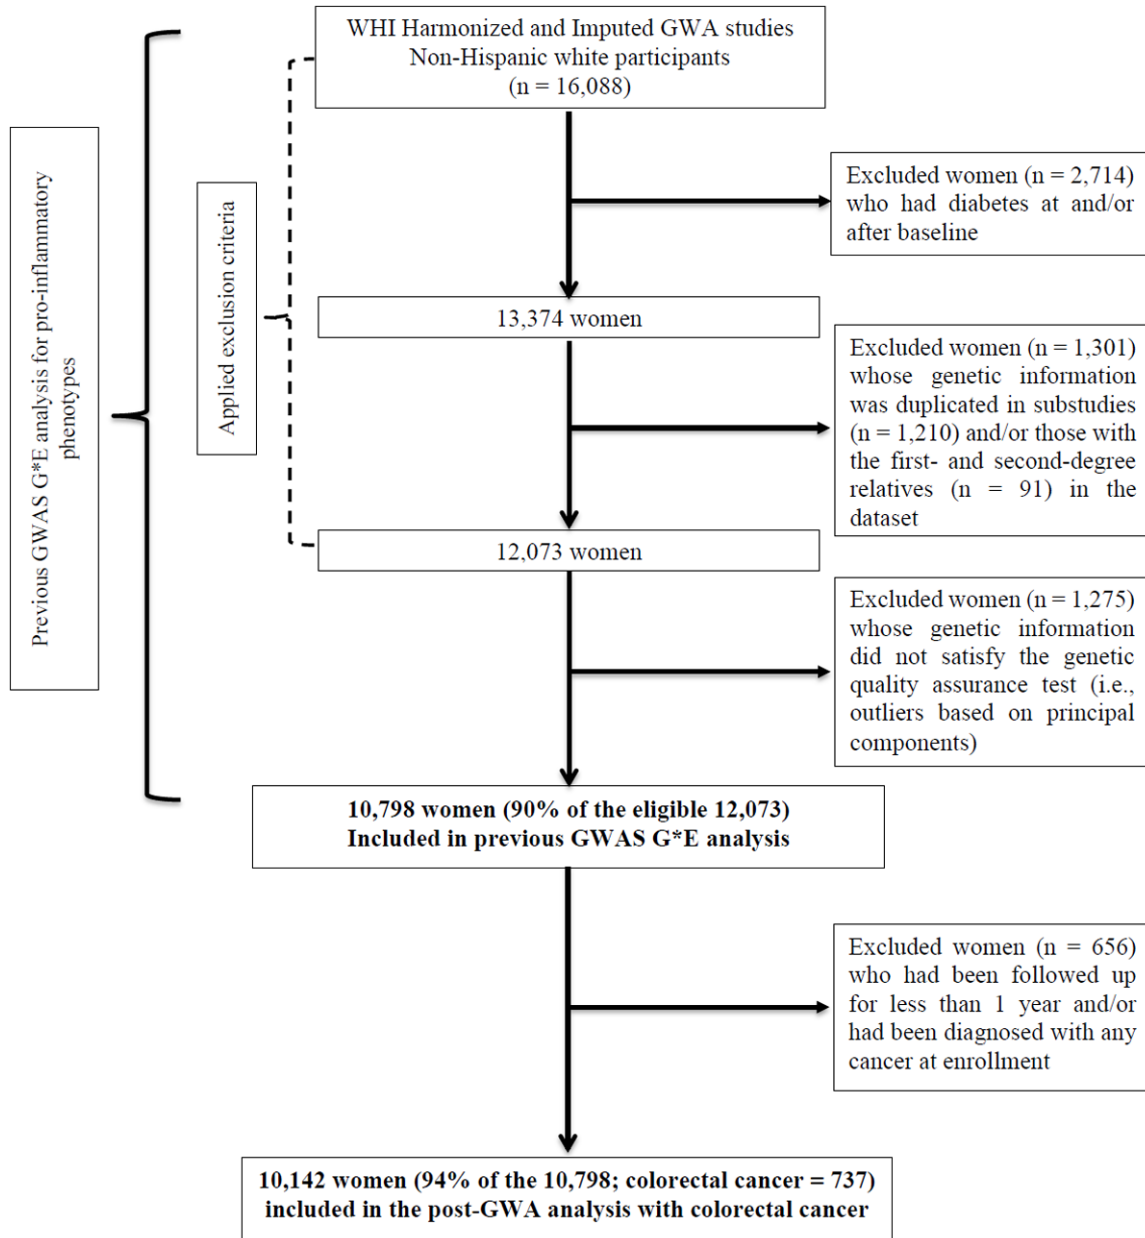 WHI Harmonized and Imputed GWA studies
Non-Hispanic white participants
(n = 16,088)
Excluded women (n = 2,714)
who had diabetes at and/or
after baseline
Previous GWAS G*E analysis for pro-inflammatory
phenotypes
Applied exclusion criteria
13,374 women
Excluded women (n = 1,301)
whose genetic information
was duplicated in substudies
(n = 1,210) and/or those with
the first- and second-degree
relatives (n = 91) in the
dataset
12,073 women
Excluded women (n = 1,275)
whose genetic information
did not satisfy the genetic
quality assurance test (i.e.,
outliers based on principal
components)
10,798 women (90% of the eligible 12,073)
Included in previous GWAS G*E analysis
Excluded women (n = 656)
who had been followed up
for less than 1 year and/or
had been diagnosed with any
cancer at enrollment
10,142 women (94% of the 10,798; colorectal cancer = 737)
included in the post-GWA analysis with colorectal cancer